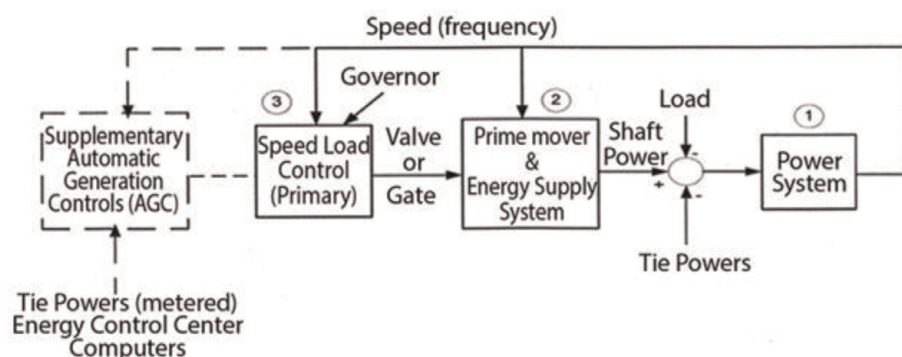 Speed (frequency)
Governor
3
2
Load
1
Supplementary
Automatic
Generation
Controls (AGC)
Speed Load
Control
(Primary)
Valve
or
Gate
Prime mover
&
Energy Supply
System
Shaft
Power
-
+
-
Power
System
Tie Powers
Tie Powers (metered)
Energy Control Center
Computers